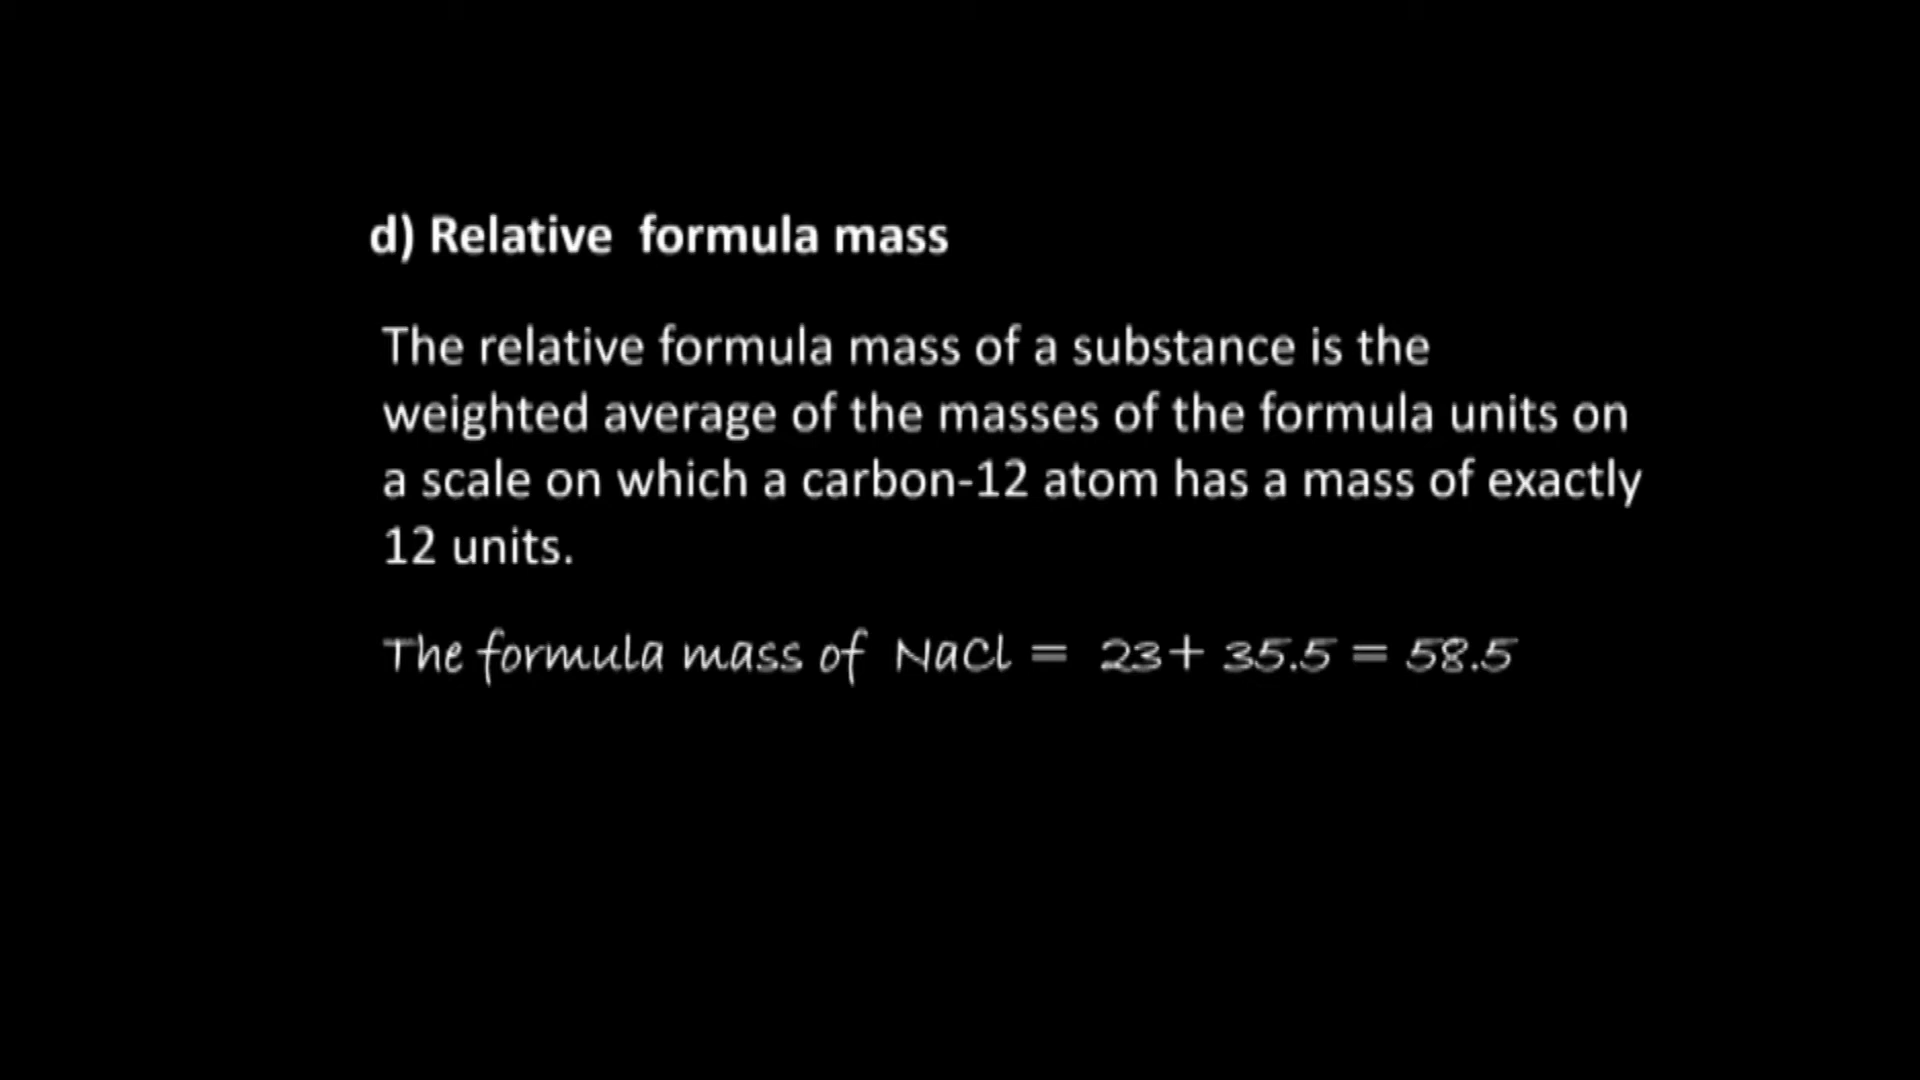 d) Relative formula mass
The relative formula mass of a substance is the
weighted average of the masses of the formula units on
a scale on which a carbon-12 atom has a mass of exactly
12 units.
The formula mass of NaCl = 23+ 35.5 = 58.5